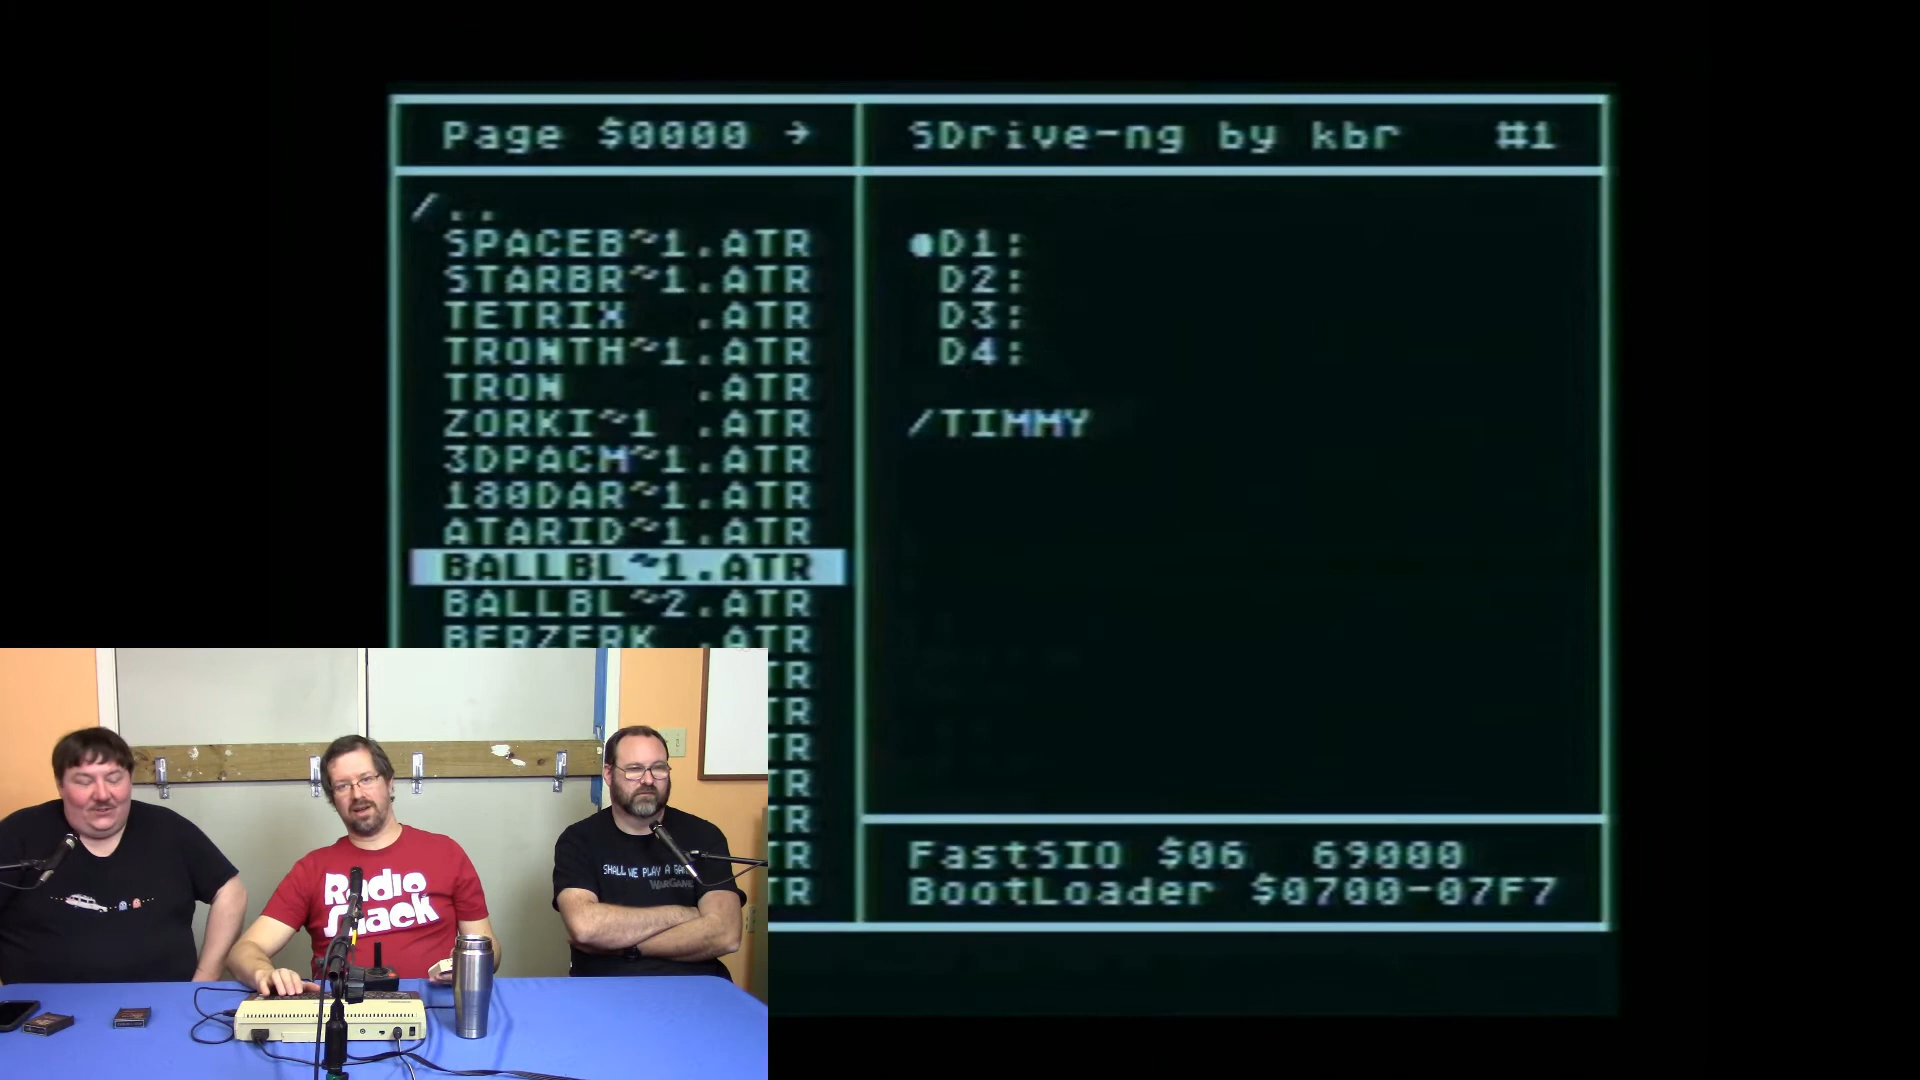 Page $0000 →
SDrive-ng by kbr #1
/..
SPACEB~1.ATR
STARBR~1.ATR
TETRIX .ATR
TRONTH~1.ATR
TRON .ATR
ZORKI~1 .ATR
3DPACM~1.ATR
180DAR~1.ATR
ATARID~1.ATR
BALLBL~1.ATR
BALLBL~2.ATR
BERZERK .ATR
D1:
D2:
D3:
D4:
/TIMMY
FastSIO $06 69000
BootLoader $0700-07F7
Radio
Shack
SHALL WE PLAY A